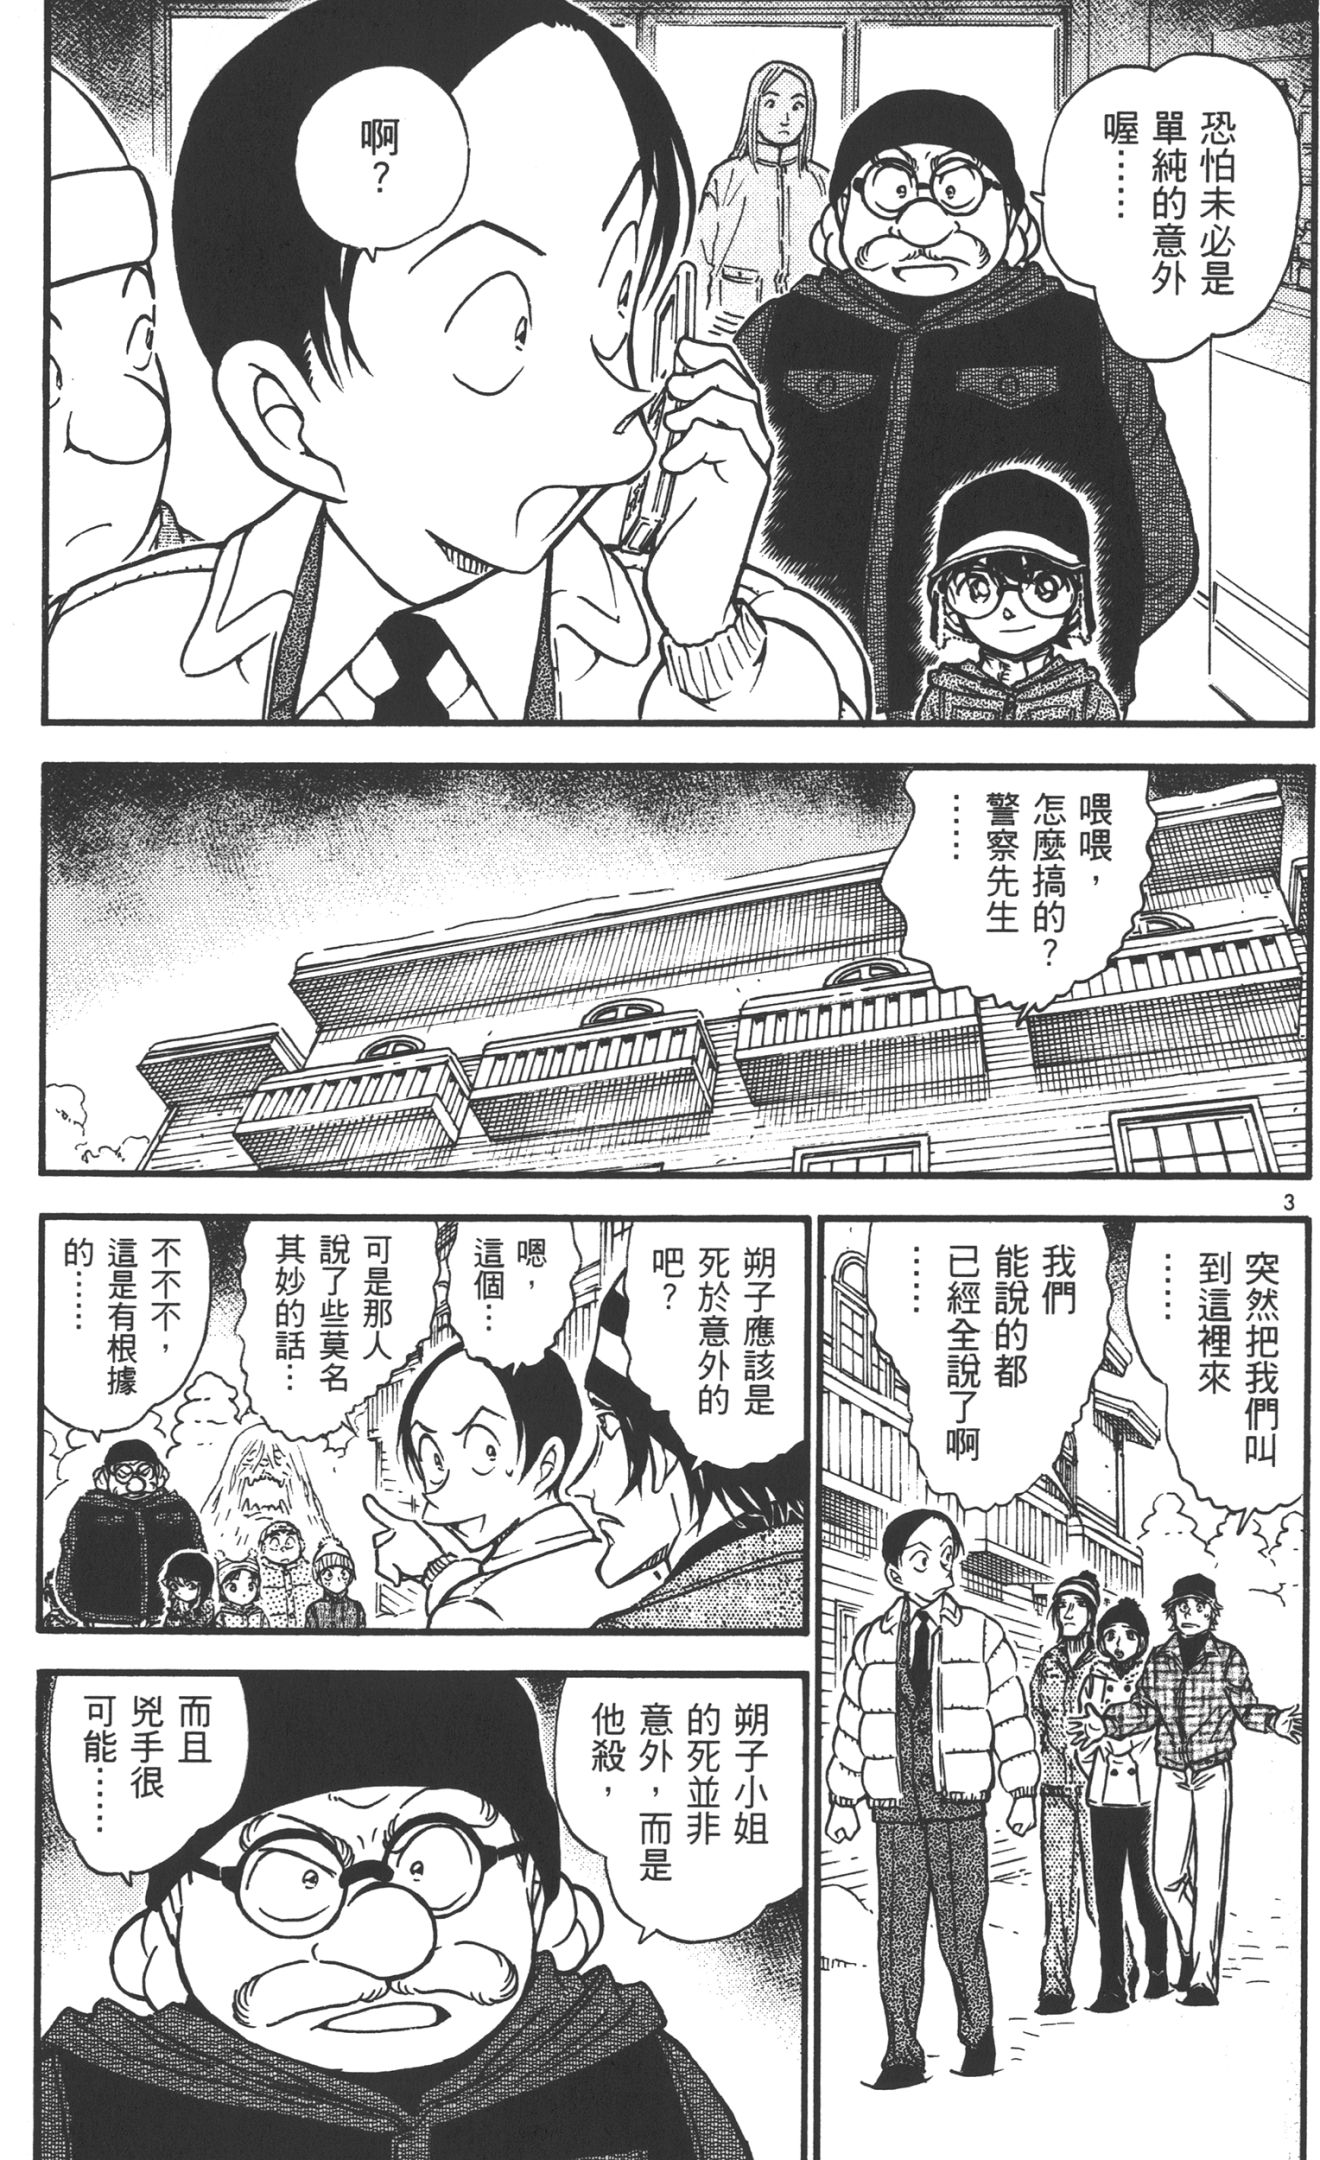 恐怕未必是
單純的意外
喔……
啊?
喂喂,
怎麼搞的?
警察先生
……
3
突然把我們叫
到這裡來
……
我們
能說的都
已經全說了啊
……
朔子應該是
死於意外的
吧?
嗯,
這個…
可是那人
說了些莫名
其妙的話…
不不不,
這是有根據
的……
朔子小姐
的死並非
意外,而是
他殺,
而且
兇手很
可能……